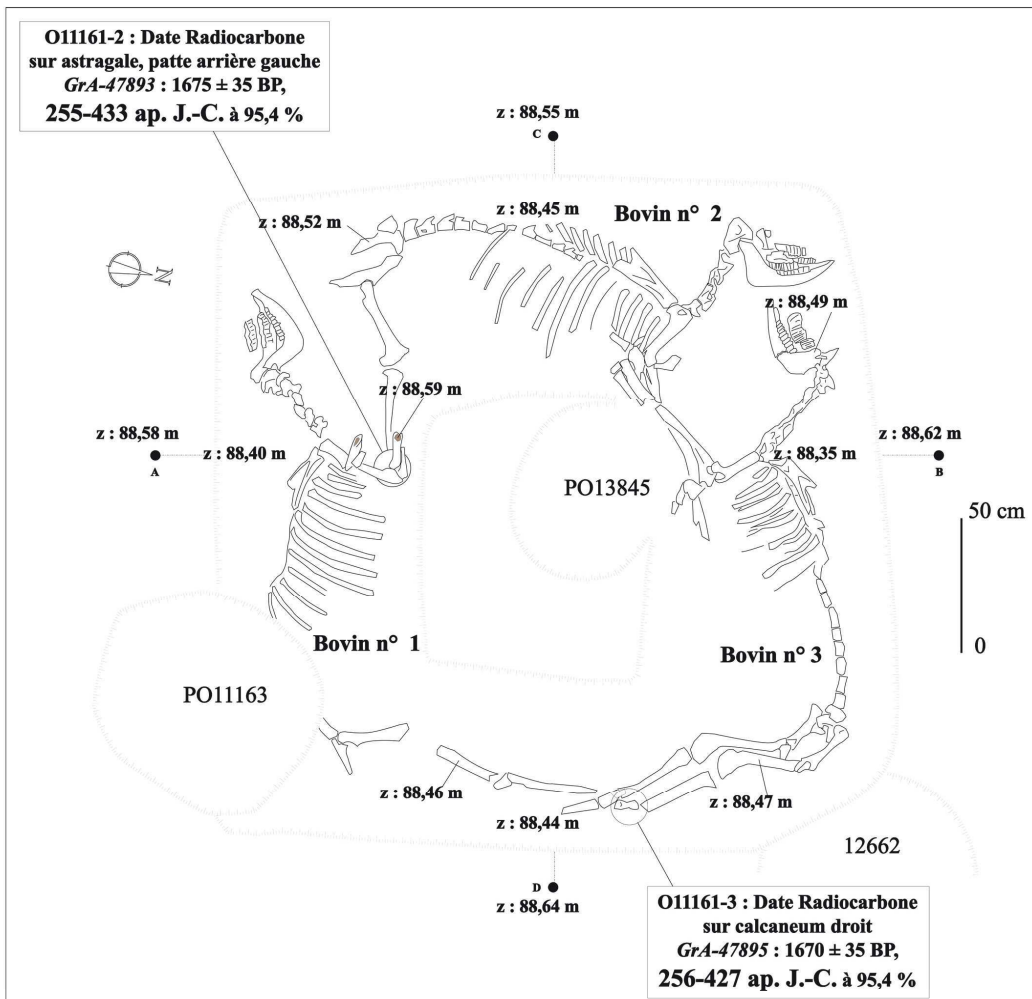 O11161-2 : Date Radiocarbone
sur astragale, patte arrière gauche
GrA-47893 : 1675 ± 35 BP,
255-433 ap. J.-C. à 95,4 %
z : 88,55 m
C
z : 88,52 m
z : 88,45 m
Bovin n° 2
N
z : 88,49 m
z : 88,59 m
z : 88,58 m
A
z : 88,40 m
z : 88,35 m
z : 88,62 m
B
PO13845
50 cm
0
Bovin n° 1
Bovin n° 3
PO11163
z : 88,46 m
z : 88,47 m
z : 88,44 m
12662
D
z : 88,64 m
O11161-3 : Date Radiocarbone
sur calcaneum droit
GrA-47895 : 1670 ± 35 BP,
256-427 ap. J.-C. à 95,4 %